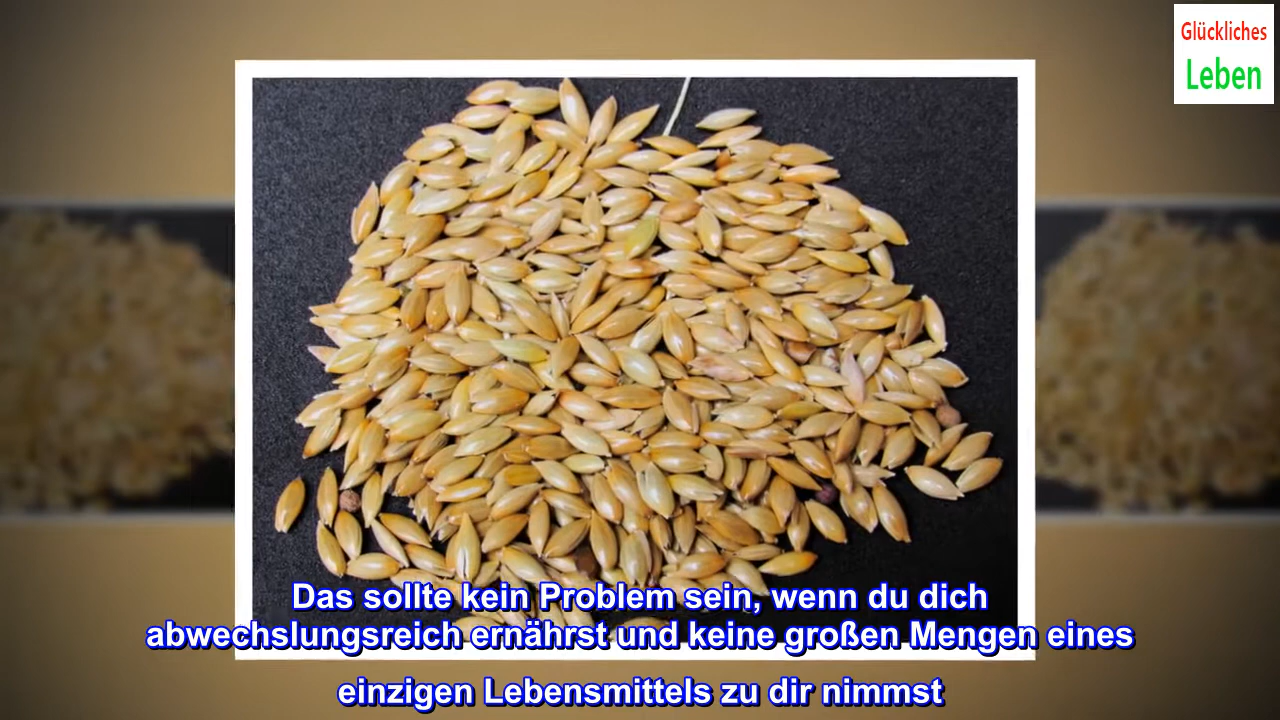 Glückliches
Leben
Das sollte kein Problem sein, wenn du dich
abwechslungsreich ernährst und keine großen Mengen eines
einzigen Lebensmittels zu dir nimmst